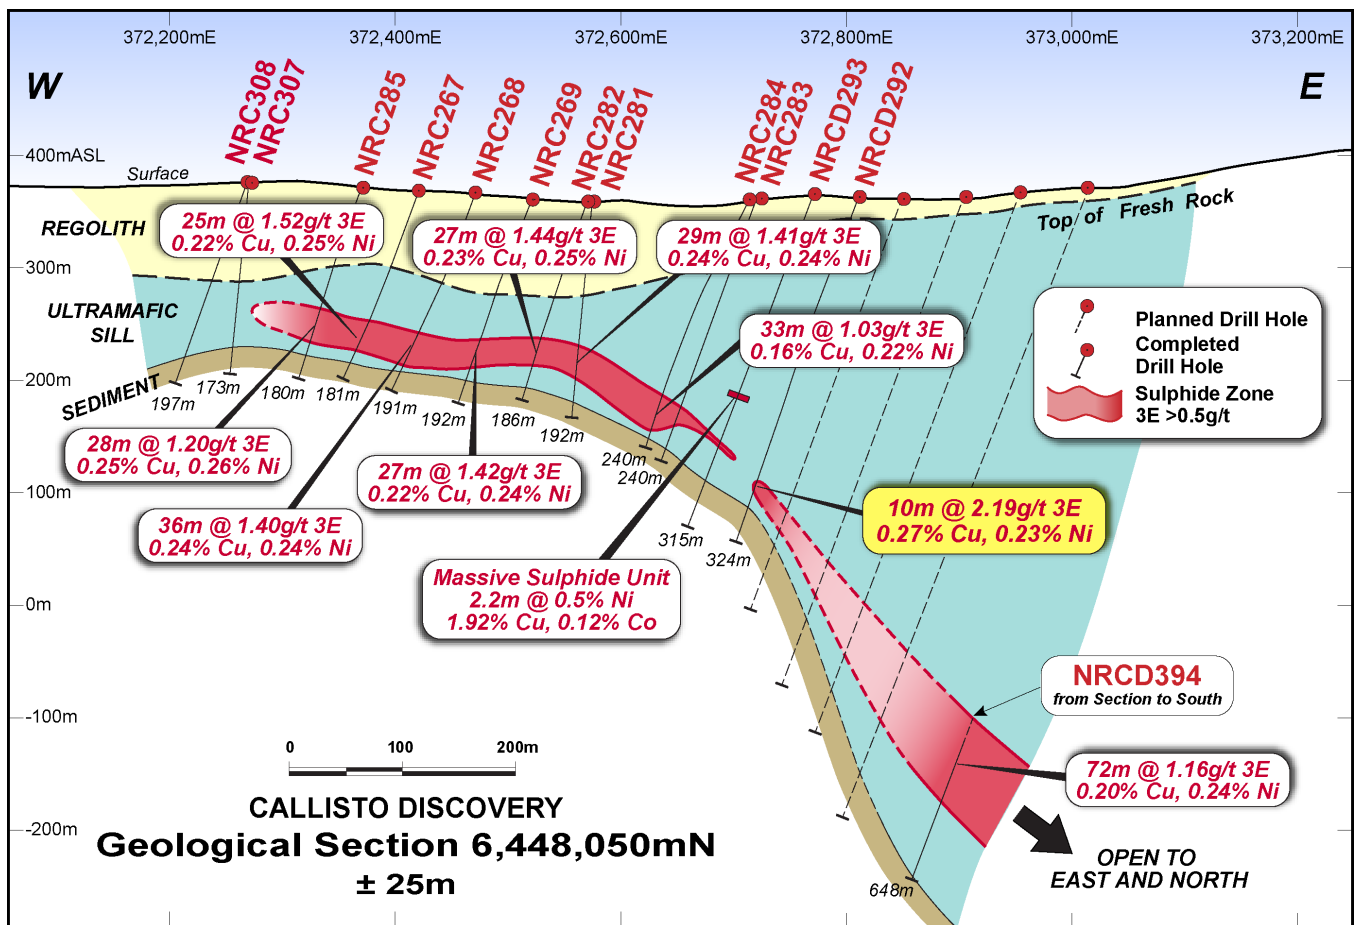 372,200mE
372,400mE
372,600mE
372,800mE
373,000mE
373,200mE
W
E
NRC308
NRC307
NRC285
NRC267
NRC268
NRC269
NRC282
NRC281
NRC284
NRC283
NRCD293
NRCD292
400mASL
Surface
Top of Fresh Rock
REGOLITH
25m @ 1.52g/t 3E
0.22% Cu, 0.25% Ni
27m @ 1.44g/t 3E
0.23% Cu, 0.25% Ni
29m @ 1.41g/t 3E
0.24% Cu, 0.24% Ni
300m
ULTRAMAFIC
SILL
33m @ 1.03g/t 3E
0.16% Cu, 0.22% Ni
Planned Drill Hole
Completed
Drill Hole
Sulphide Zone
3E >0.5g/t
200m
SEDIMENT
197m
173m
180m
181m
191m
192m
186m
192m
240m
240m
315m
324m
28m @ 1.20g/t 3E
0.25% Cu, 0.26% Ni
27m @ 1.42g/t 3E
0.22% Cu, 0.24% Ni
100m
36m @ 1.40g/t 3E
0.24% Cu, 0.24% Ni
10m @ 2.19g/t 3E
0.27% Cu, 0.23% Ni
Massive Sulphide Unit
2.2m @ 0.5% Ni
1.92% Cu, 0.12% Co
0m
NRCD394
from Section to South
-100m
72m @ 1.16g/t 3E
0.20% Cu, 0.24% Ni
0 100 200m
CALLISTO DISCOVERY
Geological Section 6,448,050mN
± 25m
-200m
OPEN TO
EAST AND NORTH
648m